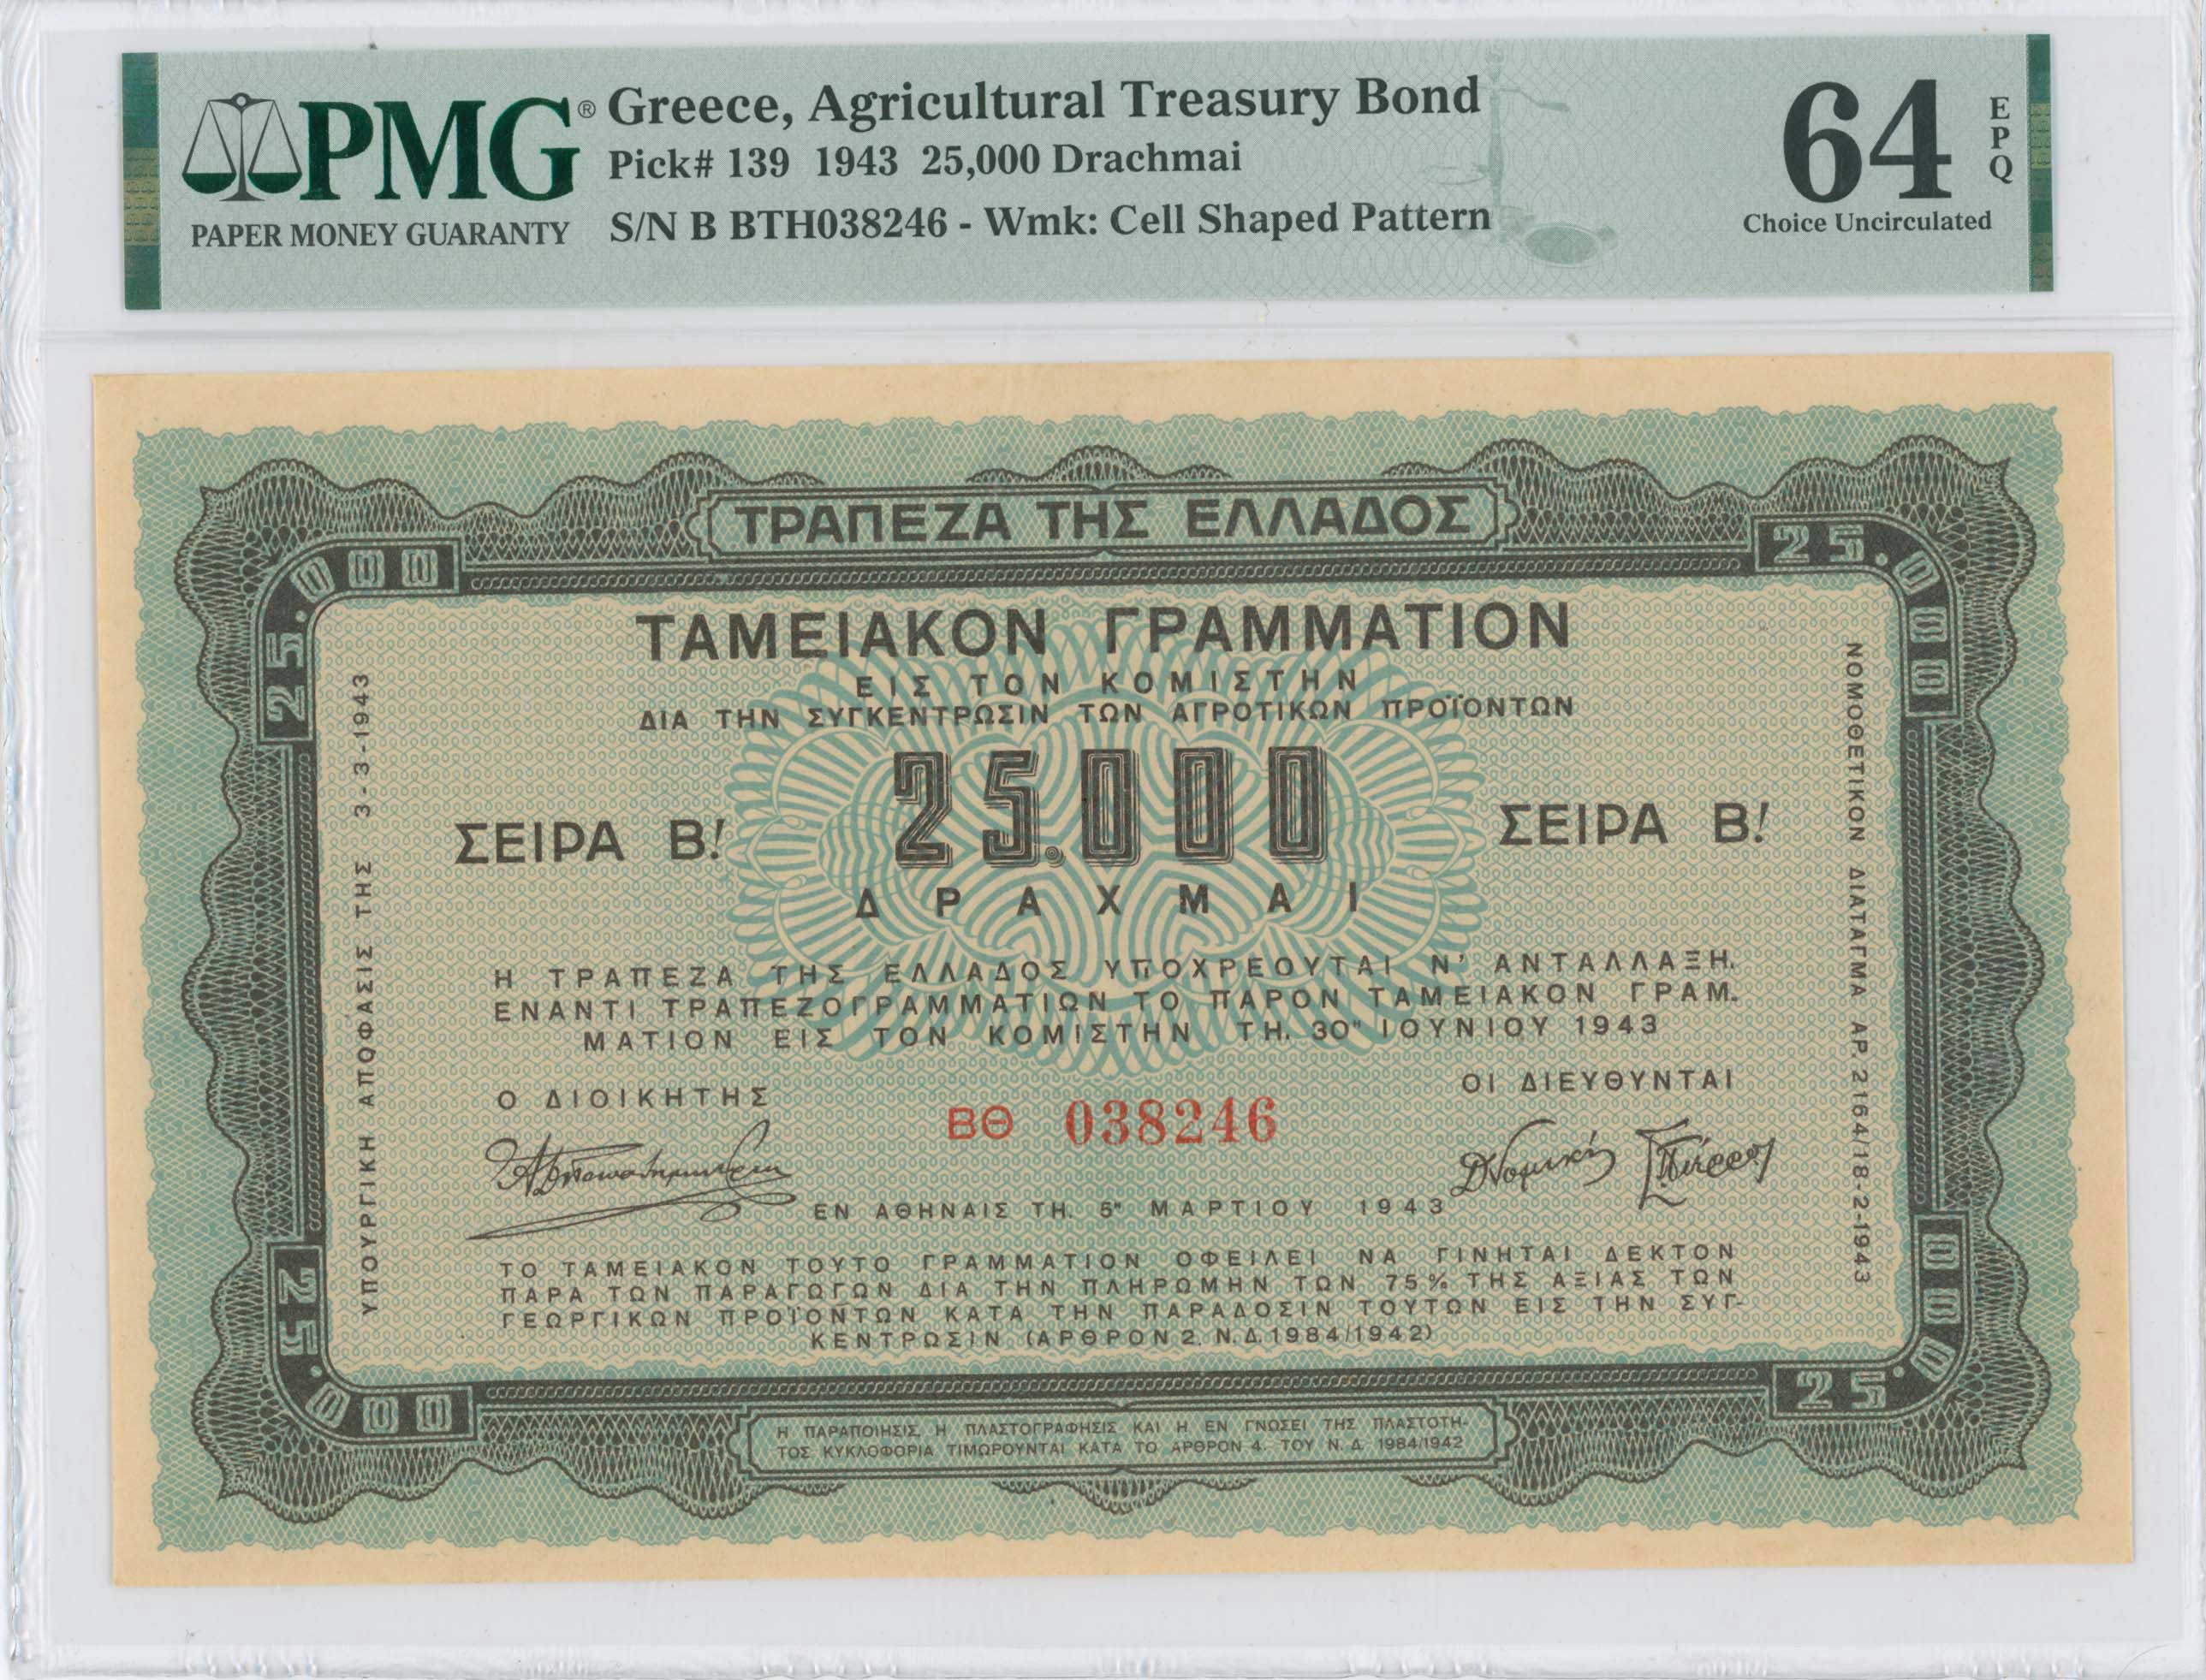 PMG® Greece, Agricultural Treasury Bond
Pick# 139 1943 25,000 Drachmai
PAPER MONEY GUARANTY S/N B BTH038246 - Wmk: Cell Shaped Pattern
64 EPQ
Choice Uncirculated
ΤΡΑΠΕΖΑ ΤΗΣ ΕΛΛΑΔΟΣ
25.000
25.000
ΤΑΜΕΙΑΚΟΝ ΓΡΑΜΜΑΤΙΟΝ
ΕΙΣ ΤΟΝ ΚΟΜΙΣΤΗΝ
ΔΙΑ ΤΗΝ ΣΥΓΚΕΝΤΡΩΣΙΝ ΤΩΝ ΑΓΡΟΤΙΚΩΝ ΠΡΟΪΟΝΤΩΝ
25.000
ΣΕΙΡΑ Β!
ΣΕΙΡΑ Β!
ΔΡΑΧΜΑΙ
Η ΤΡΑΠΕΖΑ ΤΗΣ ΕΛΛΑΔΟΣ ΥΠΟΧΡΕΟΥΤΑΙ Ν' ΑΝΤΑΛΛΑΞΗ.
ΕΝΑΝΤΙ ΤΡΑΠΕΖΟΓΡΑΜΜΑΤΙΩΝ ΤΟ ΠΑΡΟΝ ΤΑΜΕΙΑΚΟΝ ΓΡΑΜ.
ΜΑΤΙΟΝ ΕΙΣ ΤΟΝ ΚΟΜΙΣΤΗΝ ΤΗ. 30" ΙΟΥΝΙΟΥ 1943
Ο ΔΙΟΙΚΗΤΗΣ
ΟΙ ΔΙΕΥΘΥΝΤΑΙ
ΒΘ 038246
ΕΝ ΑΘΗΝΑΙΣ ΤΗ. 5" ΜΑΡΤΙΟΥ 1943
ΤΟ ΤΑΜΕΙΑΚΟΝ ΤΟΥΤΟ ΓΡΑΜΜΑΤΙΟΝ ΟΦΕΙΛΕΙ ΝΑ ΓΙΝΗΤΑΙ ΔΕΚΤΟΝ
ΠΑΡΑ ΤΩΝ ΠΑΡΑΓΩΓΩΝ ΔΙΑ ΤΗΝ ΠΛΗΡΩΜΗΝ ΤΩΝ 75% ΤΗΣ ΑΞΙΑΣ ΤΩΝ
ΓΕΩΡΓΙΚΩΝ ΠΡΟΪΟΝΤΩΝ ΚΑΤΑ ΤΗΝ ΠΑΡΑΔΟΣΙΝ ΤΟΥΤΩΝ ΕΙΣ ΤΗΝ ΣΥΓ-
ΚΕΝΤΡΩΣΙΝ (ΑΡΘΡΟΝ 2. Ν.Δ. 1984/1942)
ΥΠΟΥΡΓΙΚΗ ΑΠΟΦΑΣΙΣ ΤΗΣ 3-3-1943
ΝΟΜΟΘΕΤΙΚΟΝ ΔΙΑΤΑΓΜΑ ΑΡ. 2164/18-2-1943
25.000
25.000
Η ΠΑΡΑΠΟΙΗΣΙΣ, Η ΠΛΑΣΤΟΓΡΑΦΗΣΙΣ ΚΑΙ Η ΕΝ ΓΝΩΣΕΙ ΤΗΣ ΠΛΑΣΤΟΤΗ-
ΤΟΣ ΚΥΚΛΟΦΟΡΙΑ ΤΙΜΩΡΟΥΝΤΑΙ ΚΑΤΑ ΤΟ ΑΡΘΡΟΝ 4. ΤΟΥ Ν. Δ. 1984/1942